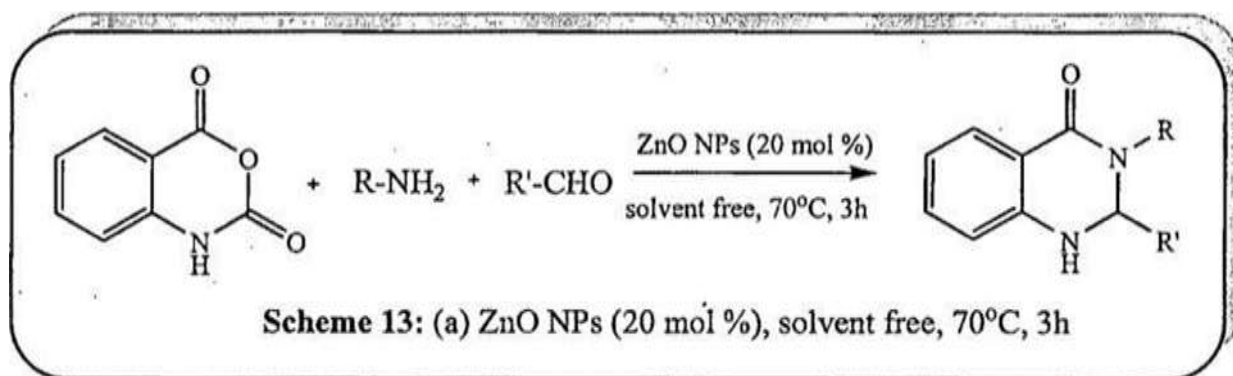 O
O
N
H
O
+ R-NH₂ + R'-CHO
ZnO NPs (20 mol %)
solvent free, 70°C, 3h
O
N
R
N
H
R'
Scheme 13: (a) ZnO NPs (20 mol %), solvent free, 70°C, 3h